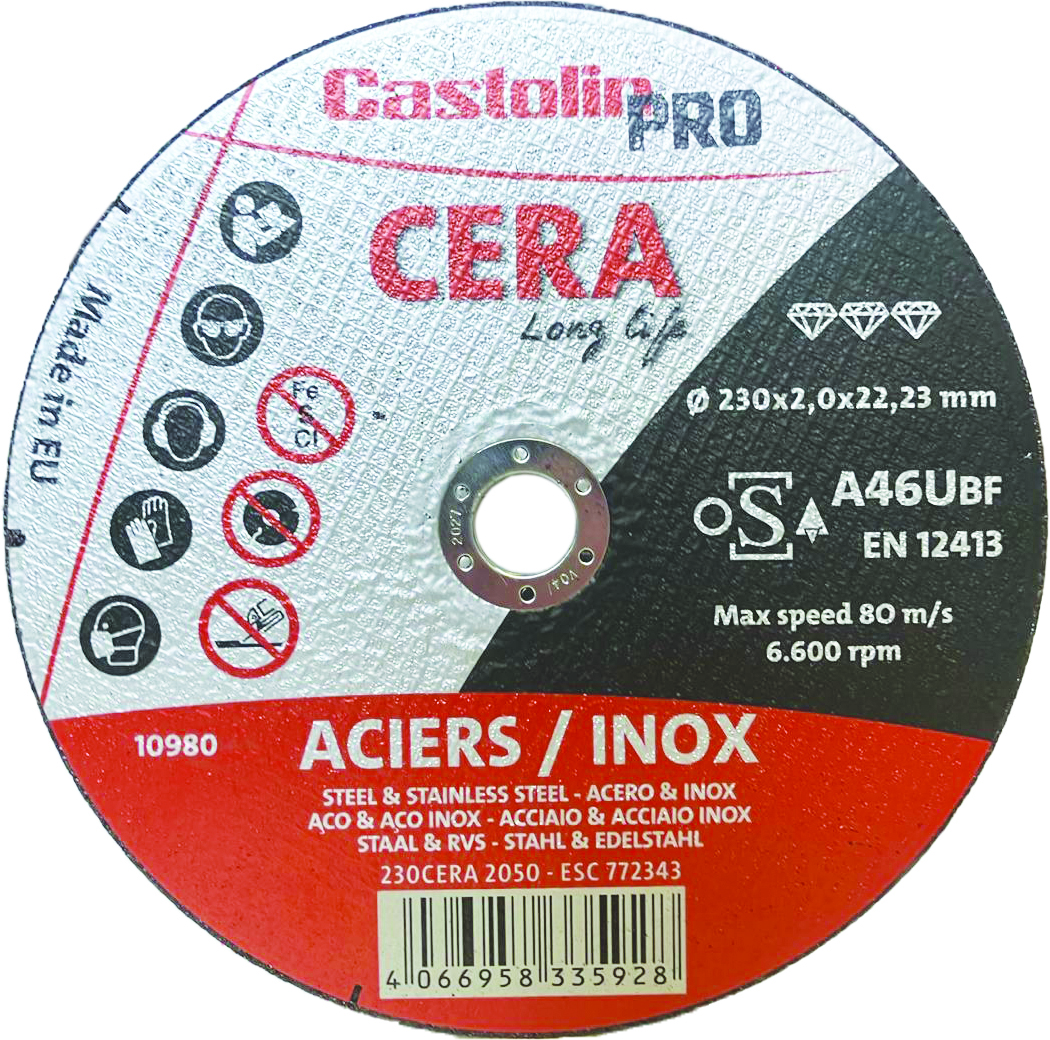 Castolin
PRO
CERA
Long life
Made in EU
Fe
S
Cl
Ø 230x2,0x22,23 mm
OSA
A46UBF
EN 12413
Max speed 80 m/s
6.600 rpm
2027
V04/
10980
ACIERS / INOX
STEEL & STAINLESS STEEL - ACERO & INOX
AÇO & AÇO INOX - ACCIAIO & ACCIAIO INOX
STAAL & RVS - STAHL & EDELSTAHL
230CERA 2050 - ESC 772343
4 066958 335928